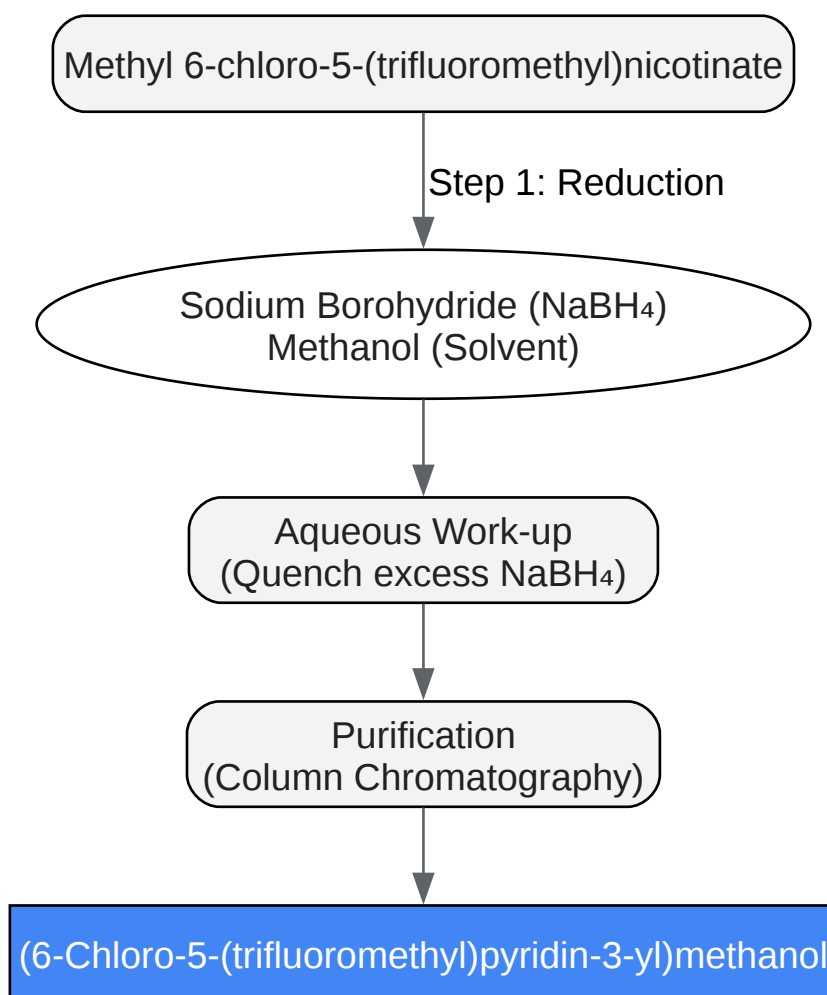 Methyl 6-chloro-5-(trifluoromethyl)nicotinate
Step 1: Reduction
Sodium Borohydride (NaBH₄)
Methanol (Solvent)
Aqueous Work-up
(Quench excess NaBH₄)
Purification
(Column Chromatography)
(6-Chloro-5-(trifluoromethyl)pyridin-3-yl)methanol